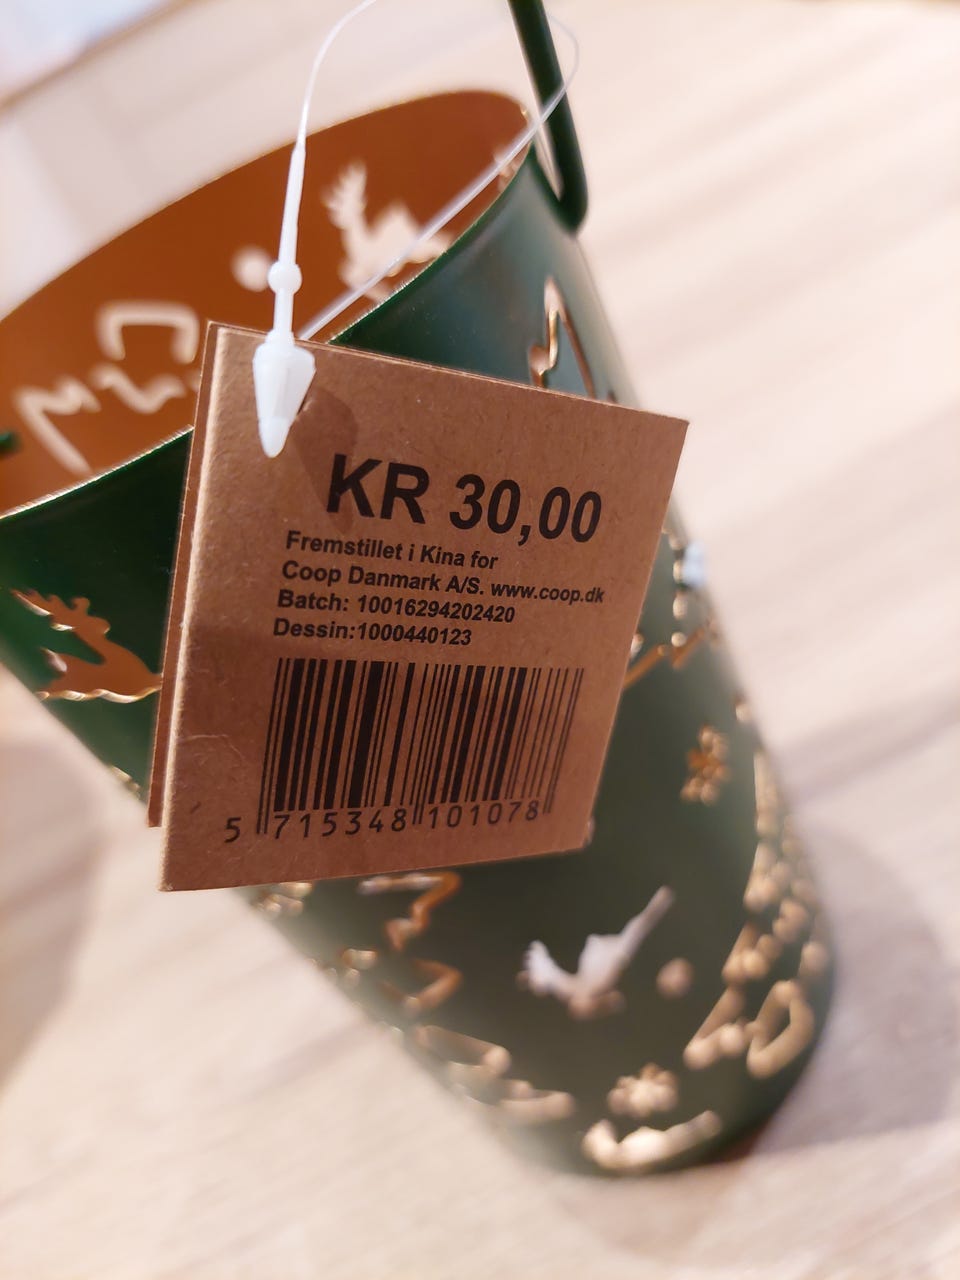 KR 30,00
Fremstillet i Kina for
Coop Danmark A/S. www.coop.dk
Batch: 10016294202420
Dessin:1000440123
5 715348 101078